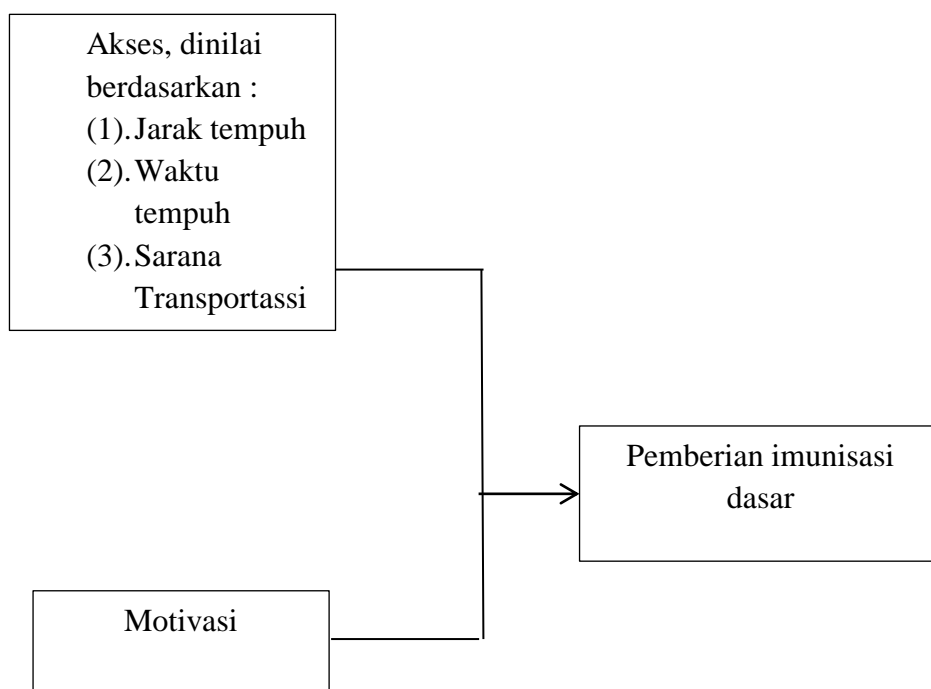 Akses, dinilai
berdasarkan :
(1).Jarak tempuh
(2).Waktu
tempuh
(3).Sarana
Transportassi
Pemberian imunisasi
dasar
Motivasi